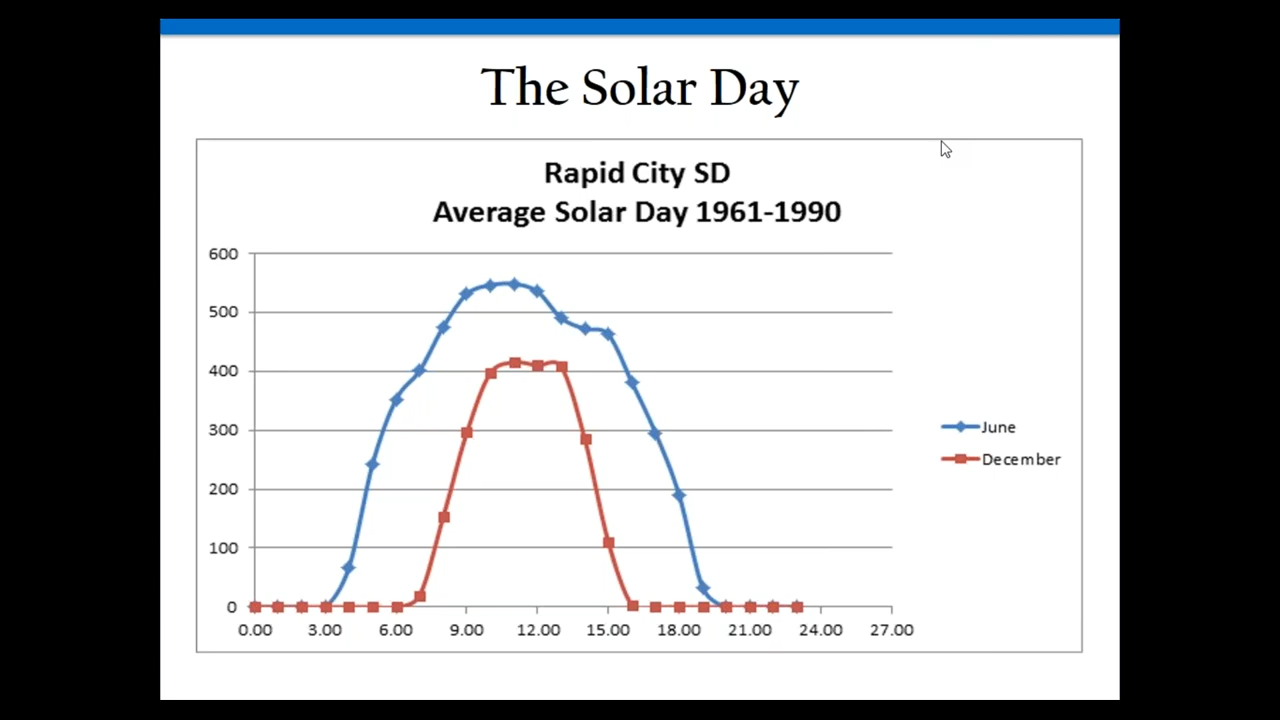 The Solar Day
Rapid City SD
Average Solar Day 1961-1990
600
500
400
300
200
100
0
0.00 3.00 6.00 9.00 12.00 15.00 18.00 21.00 24.00 27.00
June
December